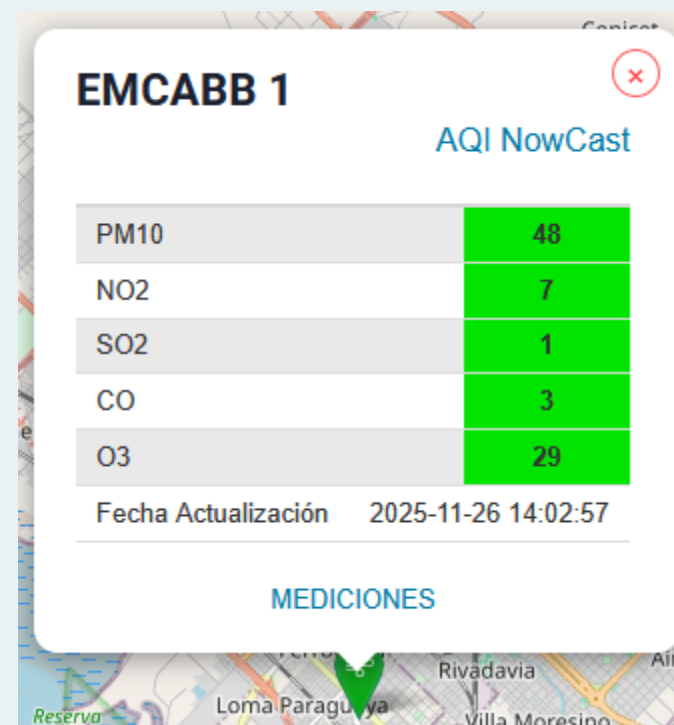 EMCABB 1
AQI NowCast
PM10 48
NO2 7
SO2 1
CO 3
O3 29
Fecha Actualización 2025-11-26 14:02:57
MEDICIONES
Rivadavia
Loma Paraguaya
Reserva
Villa Moresino